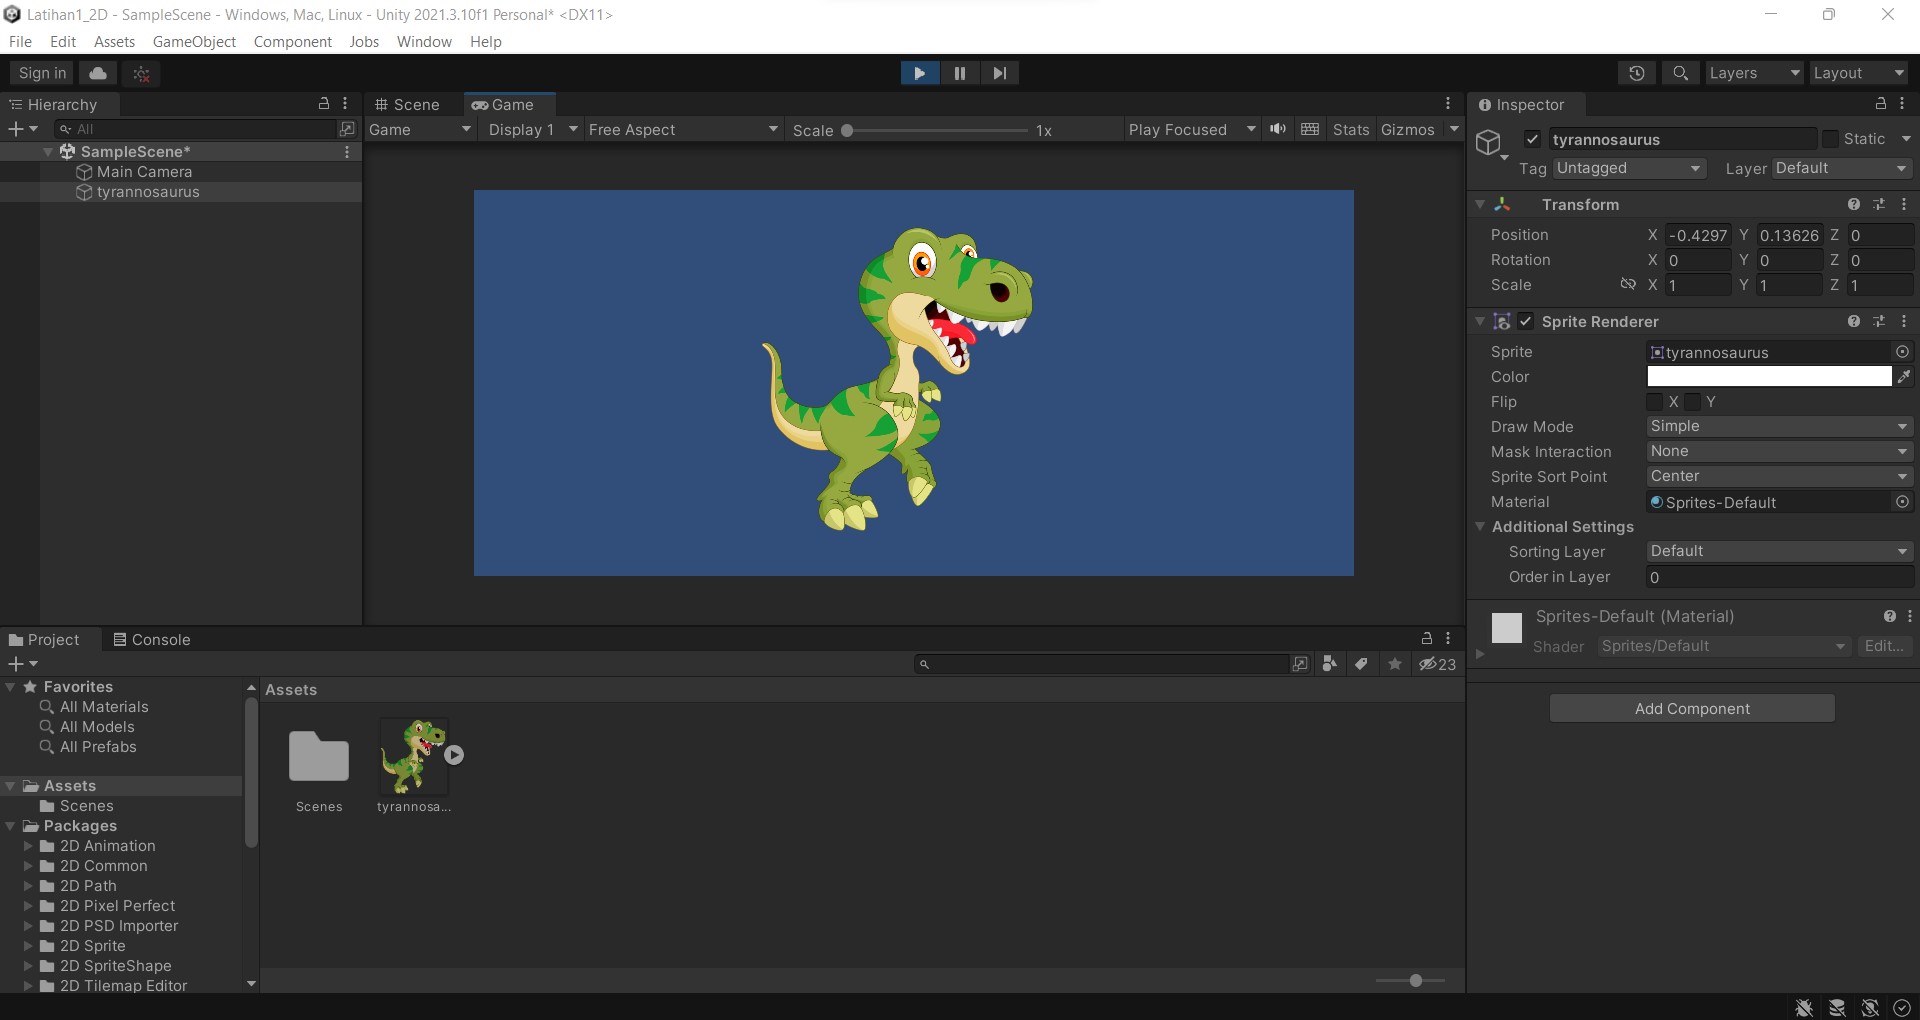 Latihan1_2D - SampleScene - Windows, Mac, Linux - Unity 2021.3.10f1 Personal* <DX11>
File Edit Assets GameObject Component Jobs Window Help
Sign in
Layers
Layout
Hierarchy
All
SampleScene*
Main Camera
tyrannosaurus
Scene
Game
Game
Display 1
Free Aspect
Scale
1x
Play Focused
Stats
Gizmos
Inspector
tyrannosaurus
Static
Tag Untagged
Layer Default
Transform
Position X -0.4297 Y 0.13626 Z 0
Rotation X 0 Y 0 Z 0
Scale X 1 Y 1 Z 1
Sprite Renderer
Sprite tyrannosaurus
Color
Flip X Y
Draw Mode Simple
Mask Interaction None
Sprite Sort Point Center
Material Sprites-Default
Additional Settings
Sorting Layer Default
Order in Layer 0
Sprites-Default (Material)
Shader Sprites/Default Edit...
Add Component
Project
Console
23
Favorites
All Materials
All Models
All Prefabs
Assets
Scenes
Packages
2D Animation
2D Common
2D Path
2D Pixel Perfect
2D PSD Importer
2D Sprite
2D SpriteShape
2D Tilemap Editor
Assets
Scenes
tyrannosa...